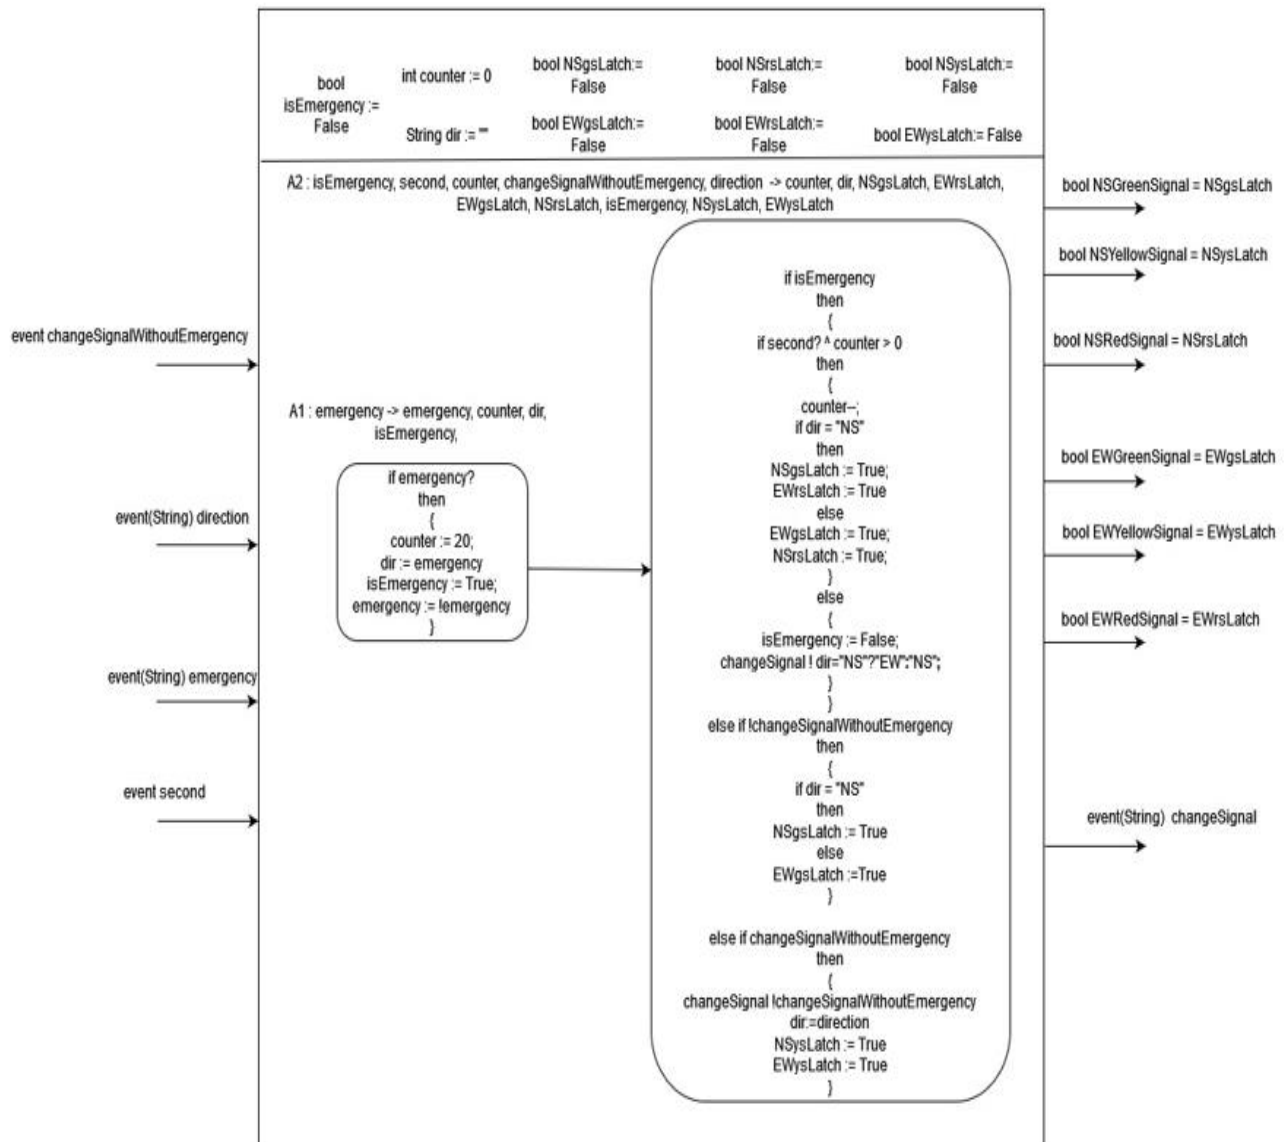 bool
isEmergency :=
False
int counter := 0
String dir := ""
bool NSgsLatch:=
False
bool EWgsLatch:=
False
bool NSrsLatch:=
False
bool EWrsLatch:=
False
bool NSysLatch:=
False
bool EWysLatch:= False
A2 : isEmergency, second, counter, changeSignalWithoutEmergency, direction -> counter, dir, NSgsLatch, EWrsLatch,
EWgsLatch, NSrsLatch, isEmergency, NSysLatch, EWysLatch
event changeSignalWithoutEmergency
event(String) direction
event(String) emergency
event second
A1 : emergency -> emergency, counter, dir,
isEmergency,
if emergency?
then
{
counter := 20;
dir := emergency
isEmergency := True;
emergency := !emergency
}
if isEmergency
then
{
if second? ^ counter > 0
then
{
counter--;
if dir = "NS"
then
NSgsLatch := True;
EWrsLatch := True
else
EWgsLatch := True;
NSrsLatch := True;
}
else
{
isEmergency := False;
changeSignal ! dir="NS"?"EW":"NS";
}
}
else if !changeSignalWithoutEmergency
then
{
if dir = "NS"
then
NSgsLatch := True
else
EWgsLatch :=True
}
else if changeSignalWithoutEmergency
then
{
changeSignal !changeSignalWithoutEmergency
dir:=direction
NSysLatch := True
EWysLatch := True
}
bool NSGreenSignal = NSgsLatch
bool NSYellowSignal = NSysLatch
bool NSRedSignal = NSrsLatch
bool EWGreenSignal = EWgsLatch
bool EWYellowSignal = EWysLatch
bool EWRedSignal = EWrsLatch
event(String) changeSignal